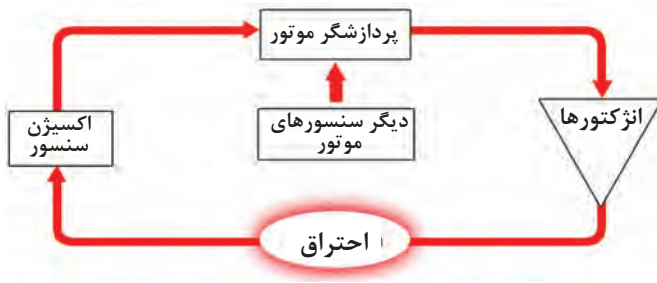 پردازشگر موتور
انژکتورها
دیگر سنسورهای
موتور
اکسیژن
سنسور
احتراق